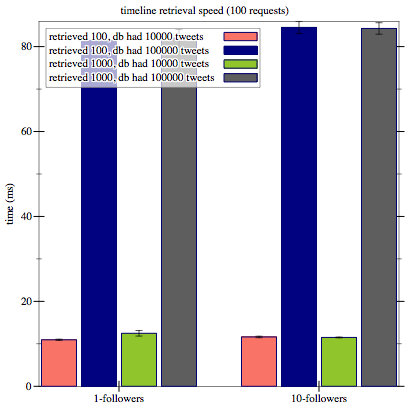 timeline retrieval speed (100 requests)
retrieved 100, db had 10000 tweets
retrieved 100, db had 100000 tweets
retrieved 1000, db had 10000 tweets
retrieved 1000, db had 100000 tweets
80
60
40
20
0
time (ms)
1-followers
10-followers